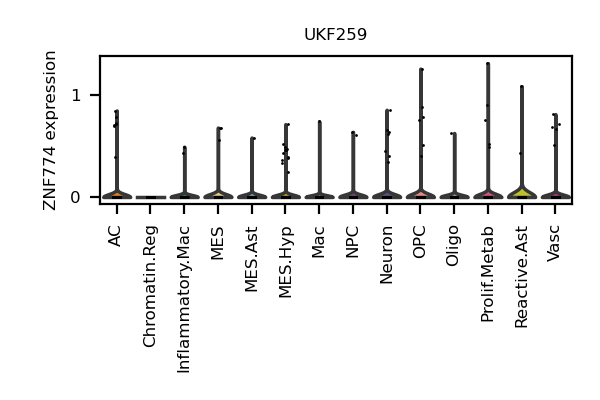 UKF259
ZNF774 expression
1
0
AC
Chromatin.Reg
Inflammatory.Mac
MES
MES.Ast
MES.Hyp
Mac
NPC
Neuron
OPC
Oligo
Prolif.Metab
Reactive.Ast
Vasc